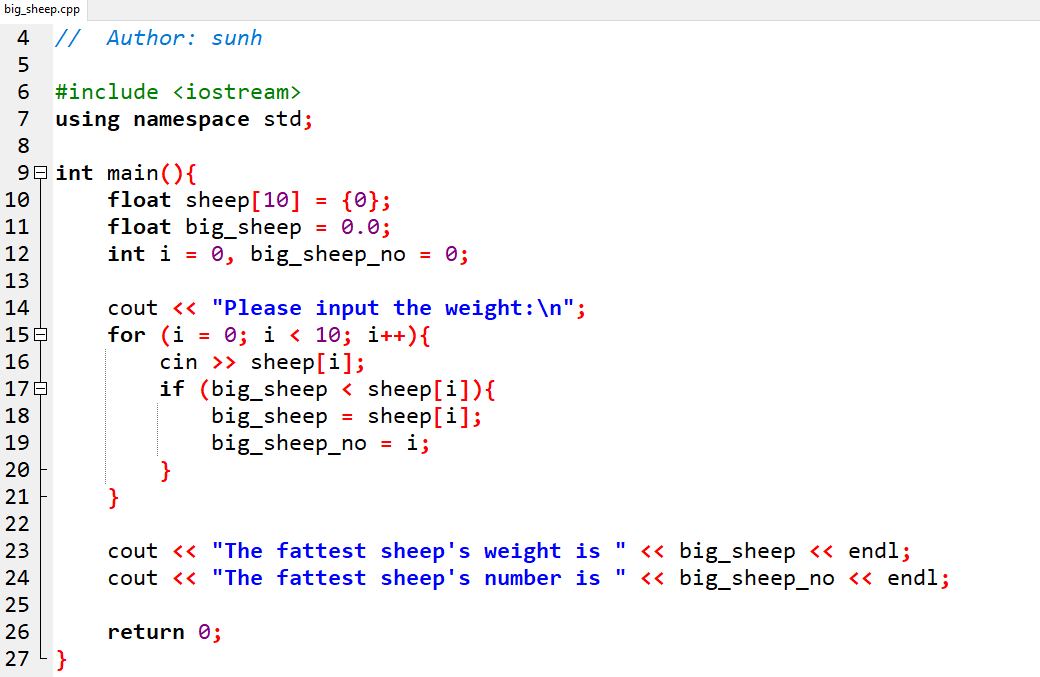 big_sheep.cpp
4 //  Author: sunh
5
6 #include <iostream>
7 using namespace std;
8
9 int main(){
10     float sheep[10] = {0};
11     float big_sheep = 0.0;
12     int i = 0, big_sheep_no = 0;
13
14     cout << "Please input the weight:\n";
15     for (i = 0; i < 10; i++){
16         cin >> sheep[i];
17         if (big_sheep < sheep[i]){
18             big_sheep = sheep[i];
19             big_sheep_no = i;
20         }
21     }
22
23     cout << "The fattest sheep's weight is " << big_sheep << endl;
24     cout << "The fattest sheep's number is " << big_sheep_no << endl;
25
26     return 0;
27 }